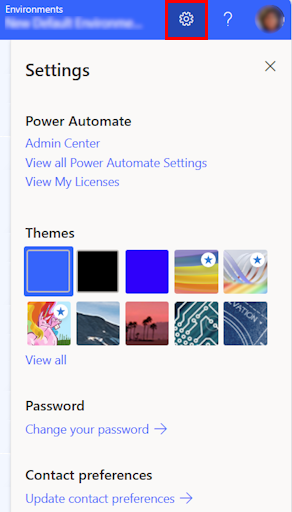 Environments
Settings
Power Automate
Admin Center
View all Power Automate Settings
View My Licenses
Themes
View all
Password
Change your password →
Contact preferences
Update contact preferences →